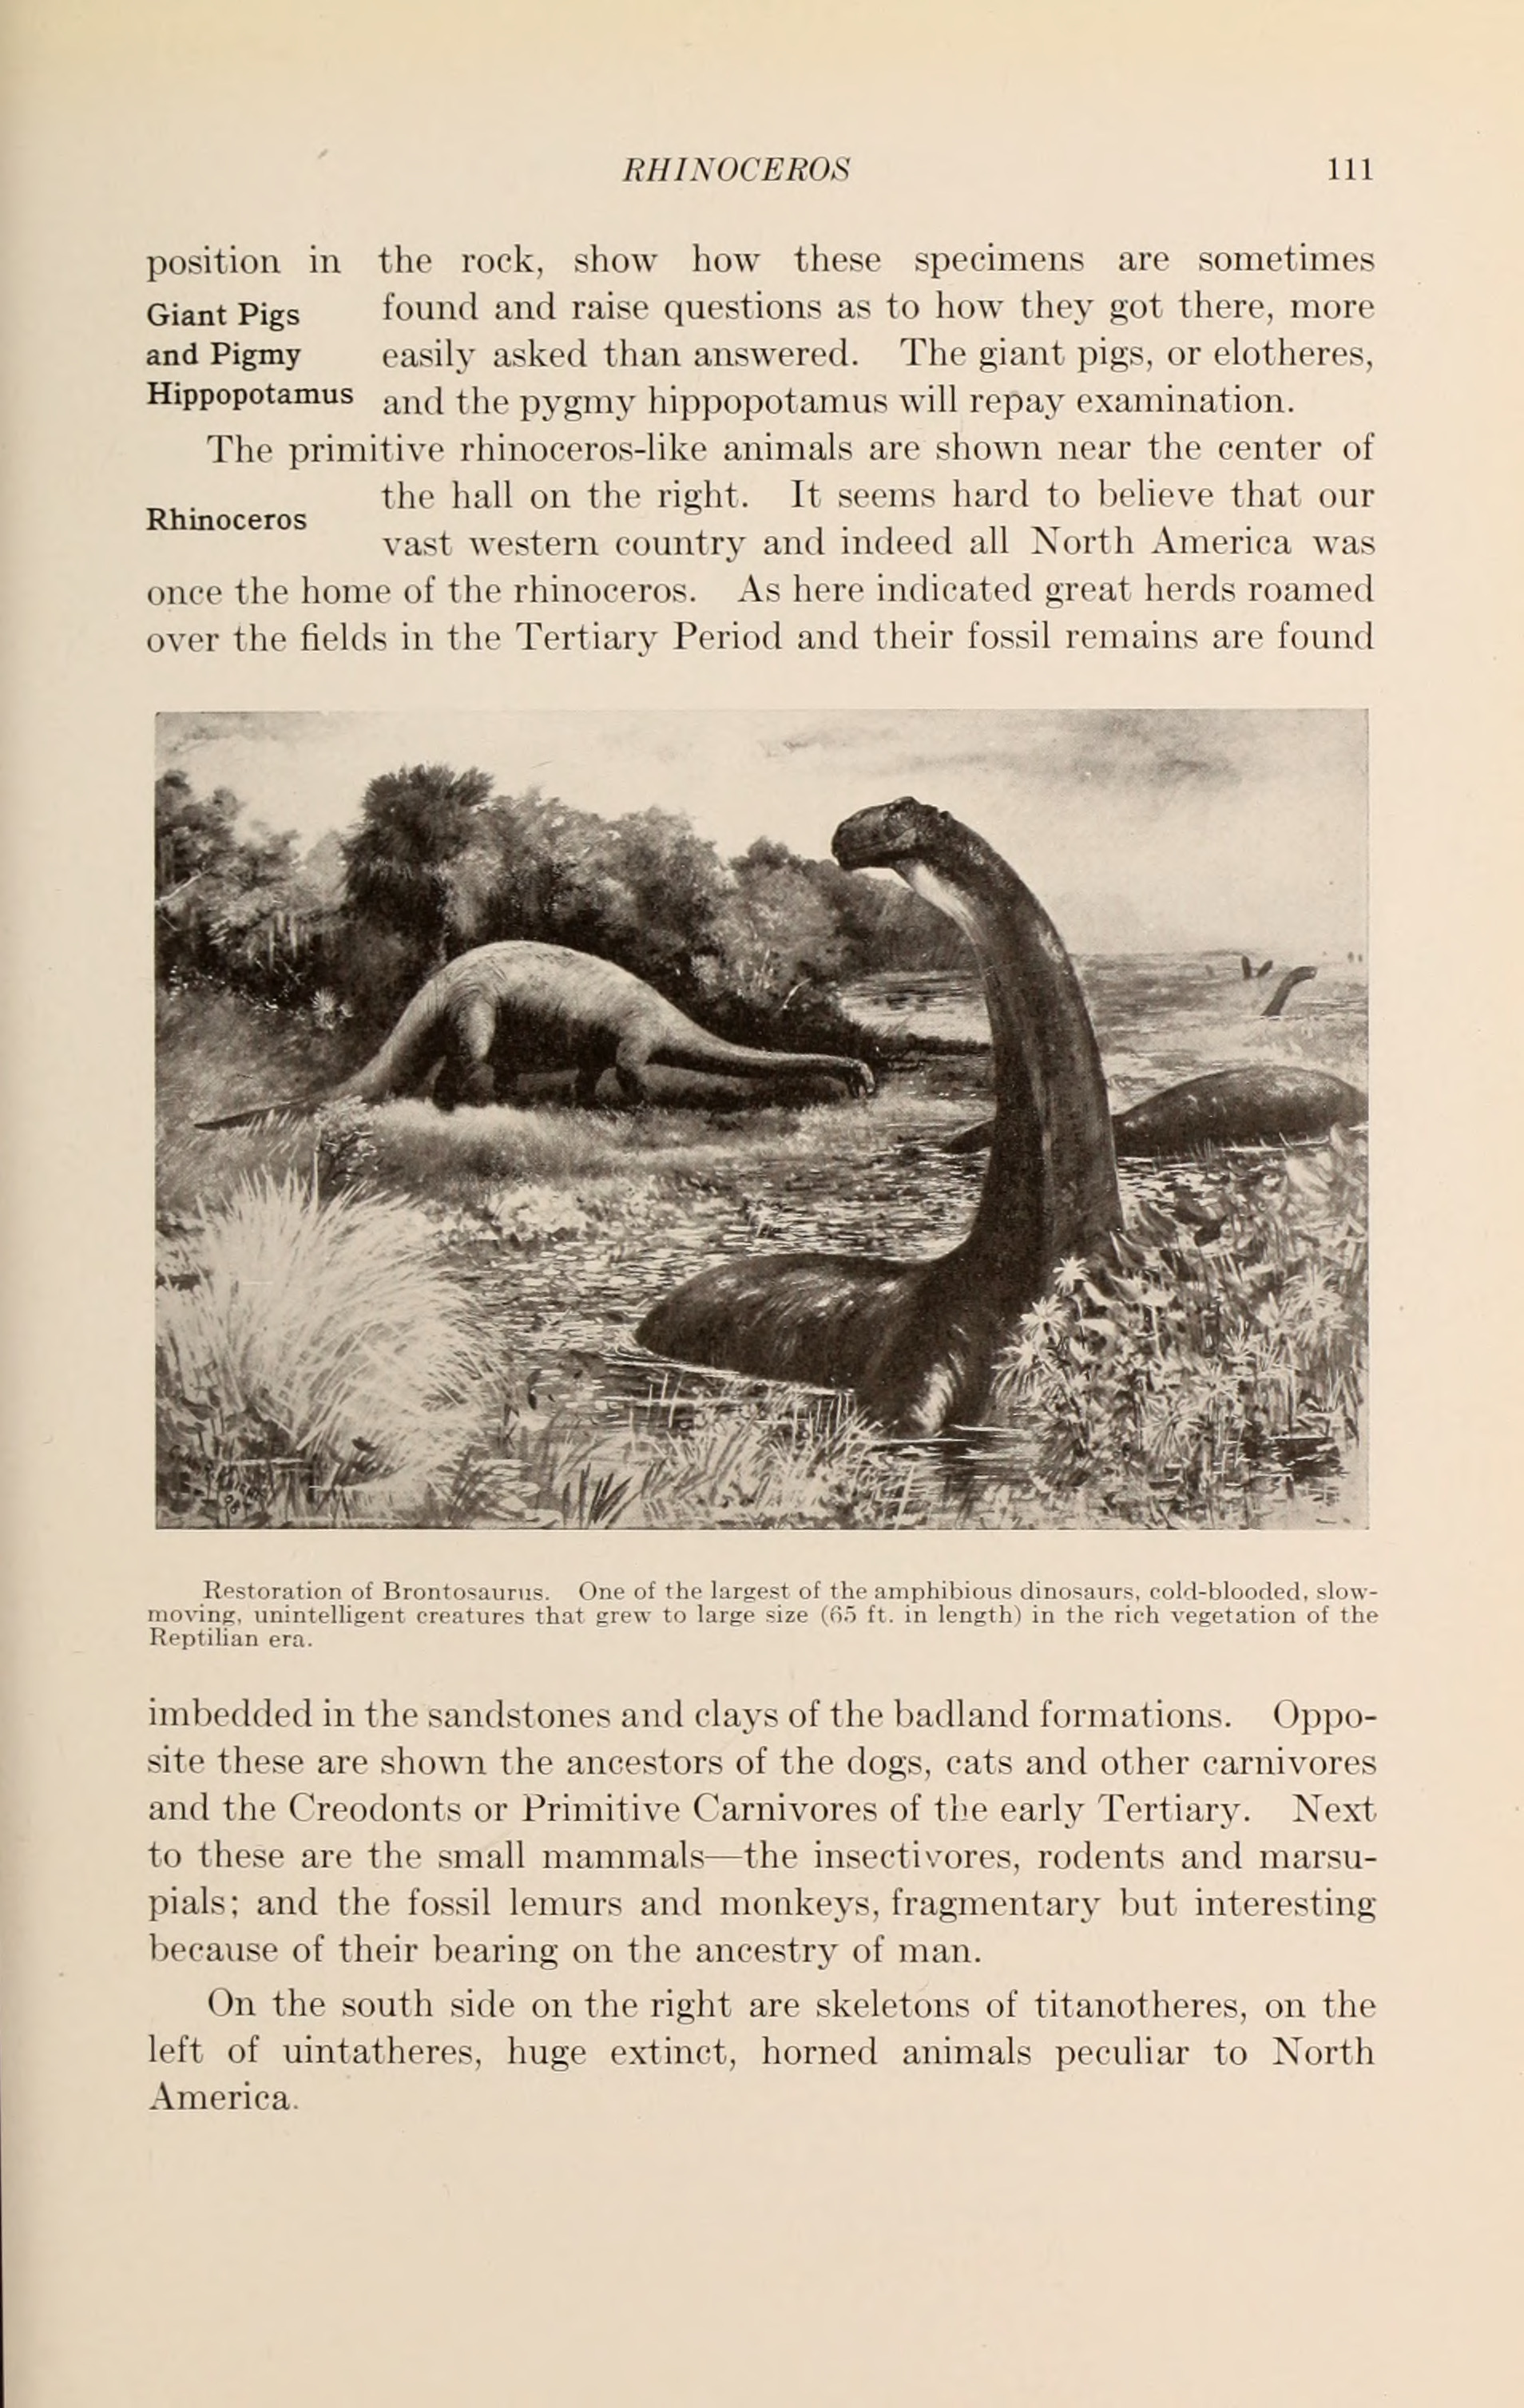 RHINOCEROS 111
position in the rock, show how these specimens are sometimes
Giant Pigs
and Pigmy
Hippopotamus
found and raise questions as to how they got there, more
easily asked than answered. The giant pigs, or elotheres,
and the pygmy hippopotamus will repay examination.
The primitive rhinoceros-like animals are shown near the center of
Rhinoceros
the hall on the right. It seems hard to believe that our
vast western country and indeed all North America was
once the home of the rhinoceros. As here indicated great herds roamed
over the fields in the Tertiary Period and their fossil remains are found
Restoration of Brontosaurus. One of the largest of the amphibious dinosaurs, cold-blooded, slow-
moving, unintelligent creatures that grew to large size (65 ft. in length) in the rich vegetation of the
Reptilian era.
imbedded in the sandstones and clays of the badland formations. Oppo-
site these are shown the ancestors of the dogs, cats and other carnivores
and the Creodonts or Primitive Carnivores of the early Tertiary. Next
to these are the small mammals—the insectivores, rodents and marsu-
pials; and the fossil lemurs and monkeys, fragmentary but interesting
because of their bearing on the ancestry of man.
On the south side on the right are skeletons of titanotheres, on the
left of uintatheres, huge extinct, horned animals peculiar to North
America.